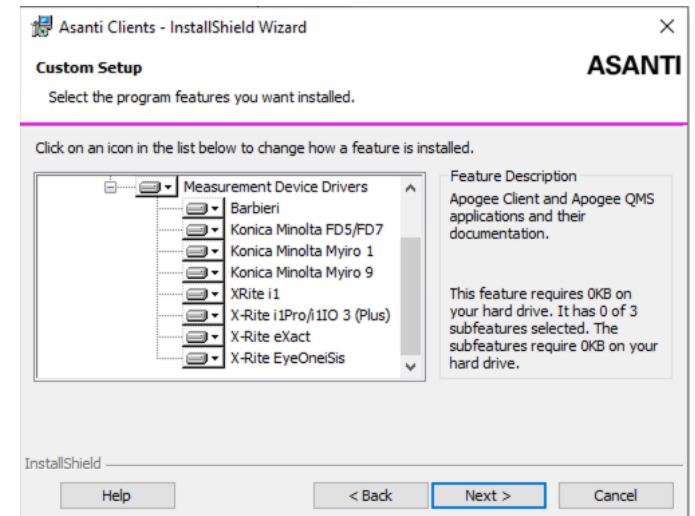 Asanti Clients - InstallShield Wizard
Custom Setup
ASANTI
Select the program features you want installed.
Click on an icon in the list below to change how a feature is installed.
Measurement Device Drivers
Barbieri
Konica Minolta FD5/FD7
Konica Minolta Myiro 1
Konica Minolta Myiro 9
XRite i1
X-Rite i1Pro/i1IO 3 (Plus)
X-Rite eXact
X-Rite EyeOneiSis
Feature Description
Apogee Client and Apogee QMS
applications and their
documentation.
This feature requires 0KB on
your hard drive. It has 0 of 3
subfeatures selected. The
subfeatures require 0KB on your
hard drive.
InstallShield
Help
< Back
Next >
Cancel